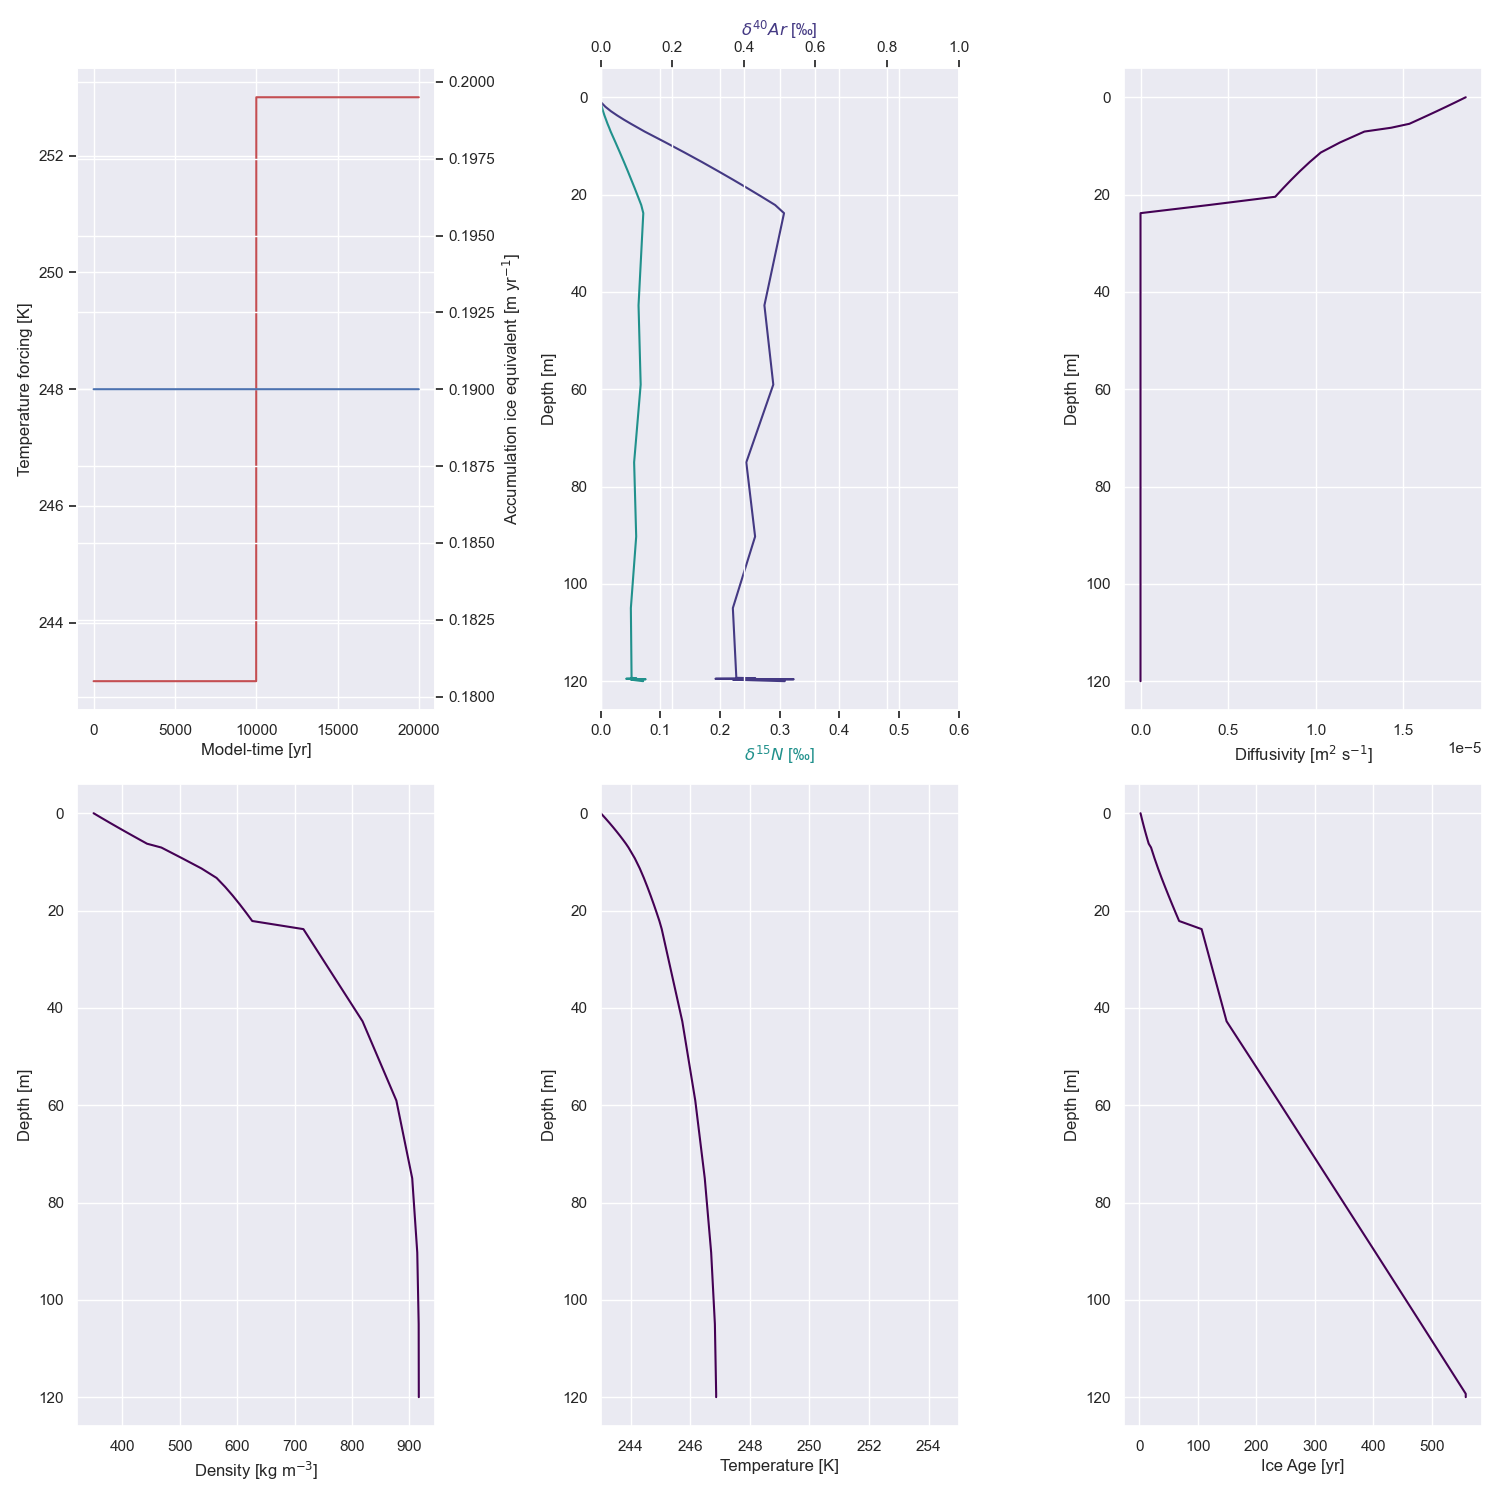 δ⁴⁰Ar [‰]
0.0 0.2 0.4 0.6 0.8 1.0
252
250
248
246
244
Temperature forcing [K]
0 5000 10000 15000 20000
Model-time [yr]
0.2000
0.1975
0.1950
0.1925
0.1900
0.1875
0.1850
0.1825
0.1800
Accumulation ice equivalent [m yr⁻¹]
0
20
40
60
80
100
120
Depth [m]
0.0 0.1 0.2 0.3 0.4 0.5 0.6
δ¹⁵N [‰]
0
20
40
60
80
100
120
Depth [m]
0.0 0.5 1.0 1.5
1e−5
Diffusivity [m² s⁻¹]
0
20
40
60
80
100
120
Depth [m]
400 500 600 700 800 900
Density [kg m⁻³]
0
20
40
60
80
100
120
Depth [m]
244 246 248 250 252 254
Temperature [K]
0
20
40
60
80
100
120
Depth [m]
0 100 200 300 400 500
Ice Age [yr]